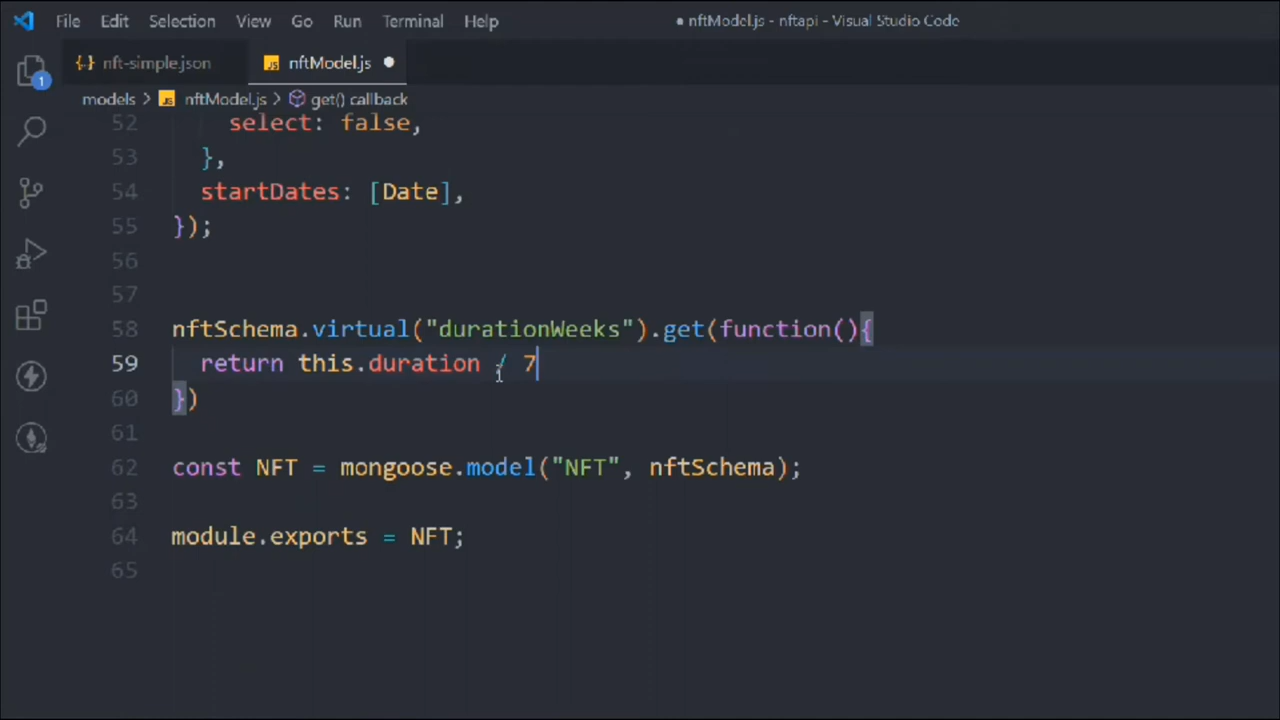 File Edit Selection View Go Run Terminal Help ● nftModel.js - nftapi - Visual Studio Code
{} nft-simple.json JS nftModel.js ●
1
models > JS nftModel.js > get() callback
52 select: false,
53 },
54 startDates: [Date],
55 });
56
57
58 nftSchema.virtual("durationWeeks").get(function(){
59 return this.duration / 7
60 })
61
62 const NFT = mongoose.model("NFT", nftSchema);
63
64 module.exports = NFT;
65